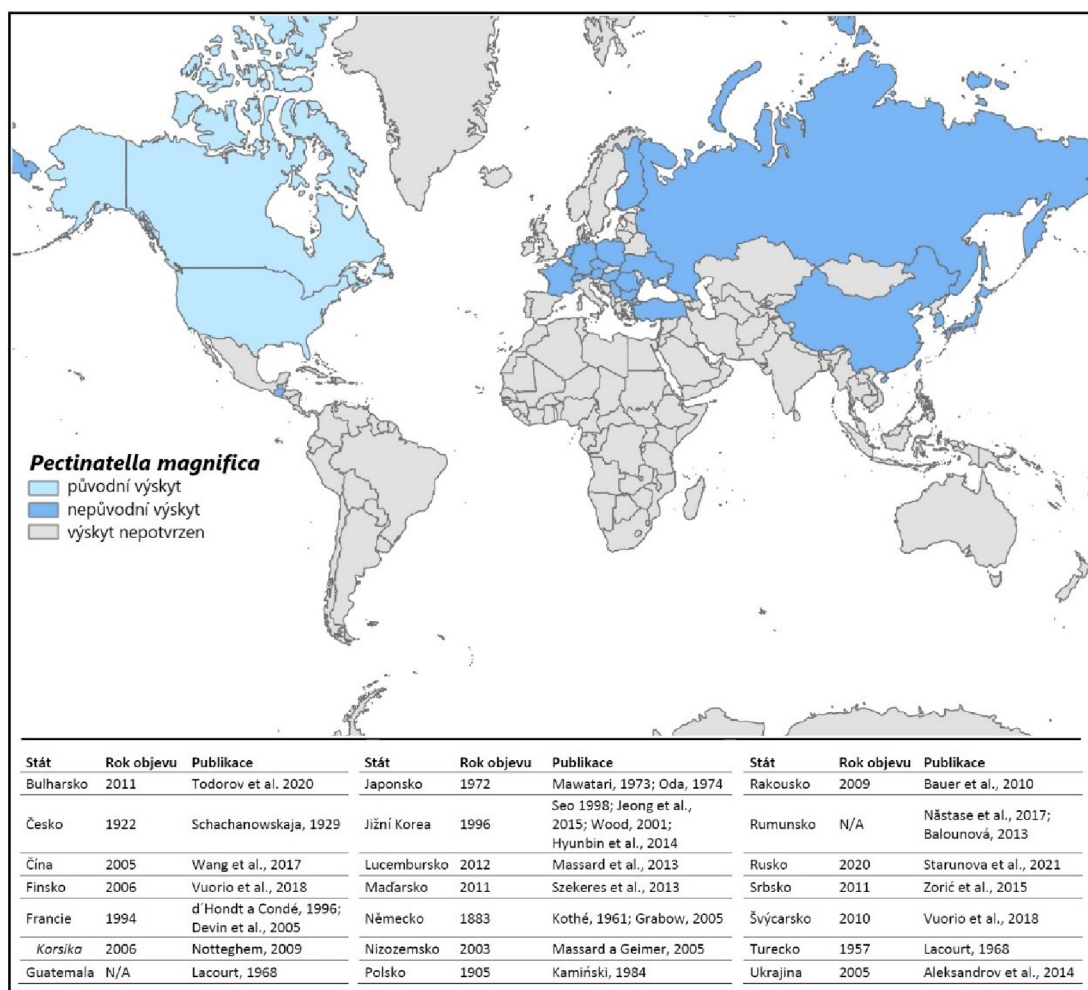 Pectinatella magnifica
původní výskyt
nepůvodní výskyt
výskyt nepotvrzen
Stát Rok objevu Publikace
Bulharsko 2011 Todorov et al. 2020
Česko 1922 Schachanowskaja, 1929
Čína 2005 Wang et al., 2017
Finsko 2006 Vuorio et al., 2018
Francie 1994 d´Hondt a Condé, 1996;
Devin et al., 2005
Korsika 2006 Notteghem, 2009
Guatemala N/A Lacourt, 1968
Stát Rok objevu Publikace
Japonsko 1972 Mawatari, 1973; Oda, 1974
Jižní Korea 1996 Seo 1998; Jeong et al.,
2015; Wood, 2001;
Hyunbin et al., 2014
Lucembursko 2012 Massard et al., 2013
Maďarsko 2011 Szekeres et al., 2013
Německo 1883 Kothé, 1961; Grabow, 2005
Nizozemsko 2003 Massard a Geimer, 2005
Polsko 1905 Kamiński, 1984
Stát Rok objevu Publikace
Rakousko 2009 Bauer et al., 2010
Rumunsko N/A Năstase et al., 2017;
Balounová, 2013
Rusko 2020 Starunova et al., 2021
Srbsko 2011 Zorić et al., 2015
Švýcarsko 2010 Vuorio et al., 2018
Turecko 1957 Lacourt, 1968
Ukrajina 2005 Aleksandrov et al., 2014